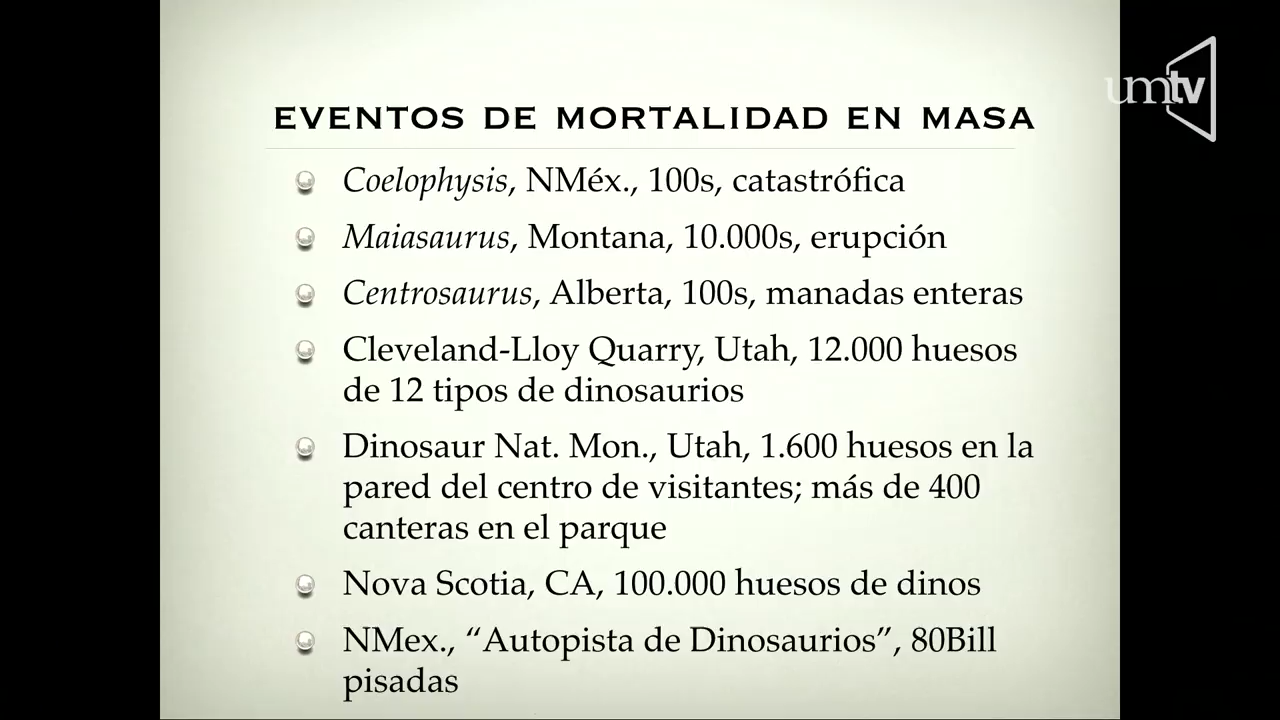 umtv
EVENTOS DE MORTALIDAD EN MASA
Coelophysis, NMéx., 100s, catastrófica
Maiasaurus, Montana, 10.000s, erupción
Centrosaurus, Alberta, 100s, manadas enteras
Cleveland-Lloy Quarry, Utah, 12.000 huesos
de 12 tipos de dinosaurios
Dinosaur Nat. Mon., Utah, 1.600 huesos en la
pared del centro de visitantes; más de 400
canteras en el parque
Nova Scotia, CA, 100.000 huesos de dinos
NMex., “Autopista de Dinosaurios”, 80Bill
pisadas